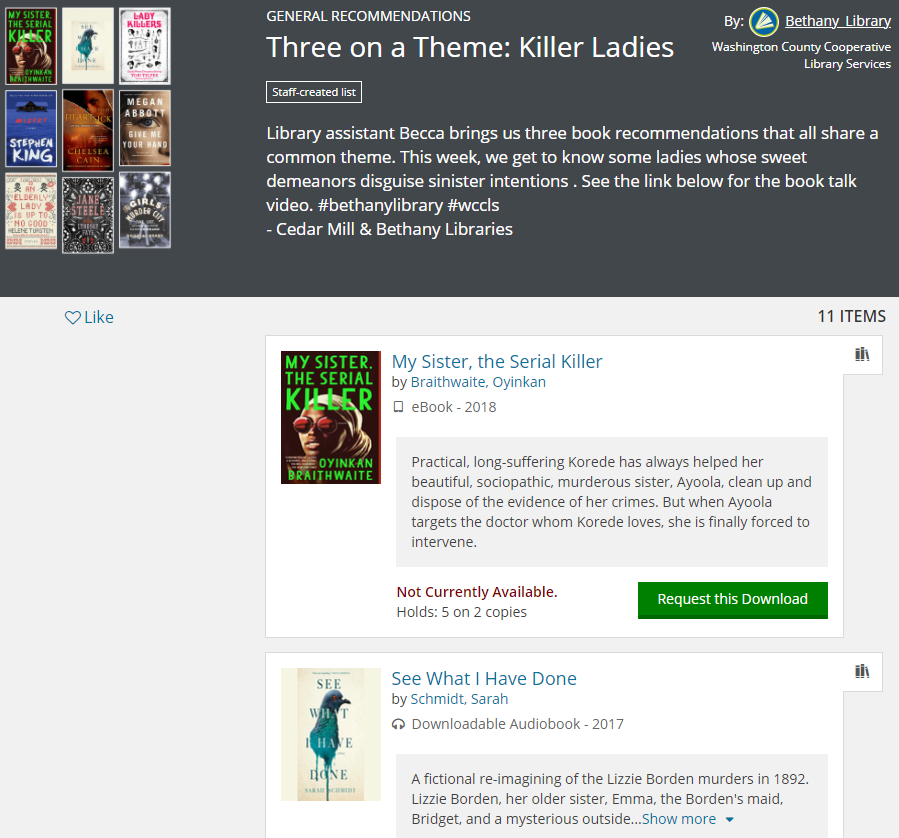 MY SISTER,
THE SERIAL
KILLER
OYINKAN
BRAITHWAITE
SEE
WHAT
I HAVE
DONE
LADY
KILLERS
TORI TELFER
MISERY
STEPHEN
KING
HEARTSICK
CHELSEA
CAIN
MEGAN
ABBOTT
GIVE ME
YOUR HAND
AN
ELDERLY
LADY
IS UP TO
NO GOOD
HELENE TURSTEN
JANE
STEELE
LYNDSAY
FAYE
GIRLS
MURDER CITY
GENERAL RECOMMENDATIONS
Three on a Theme: Killer Ladies
By: Bethany_Library
Washington County Cooperative
Library Services
Staff-created list
Library assistant Becca brings us three book recommendations that all share a
common theme. This week, we get to know some ladies whose sweet
demeanors disguise sinister intentions . See the link below for the book talk
video. #bethanylibrary #wccls
- Cedar Mill & Bethany Libraries
Like
11 ITEMS
MY SISTER,
THE SERIAL
KILLER
OYINKAN
BRAITHWAITE
My Sister, the Serial Killer
by Braithwaite, Oyinkan
eBook - 2018
Practical, long-suffering Korede has always helped her
beautiful, sociopathic, murderous sister, Ayoola, clean up and
dispose of the evidence of her crimes. But when Ayoola
targets the doctor whom Korede loves, she is finally forced to
intervene.
Not Currently Available.
Holds: 5 on 2 copies
Request this Download
SEE
WHAT
I HAVE
DONE
SARAH SCHMIDT
See What I Have Done
by Schmidt, Sarah
Downloadable Audiobook - 2017
A fictional re-imagining of the Lizzie Borden murders in 1892.
Lizzie Borden, her older sister, Emma, the Borden's maid,
Bridget, and a mysterious outside...Show more